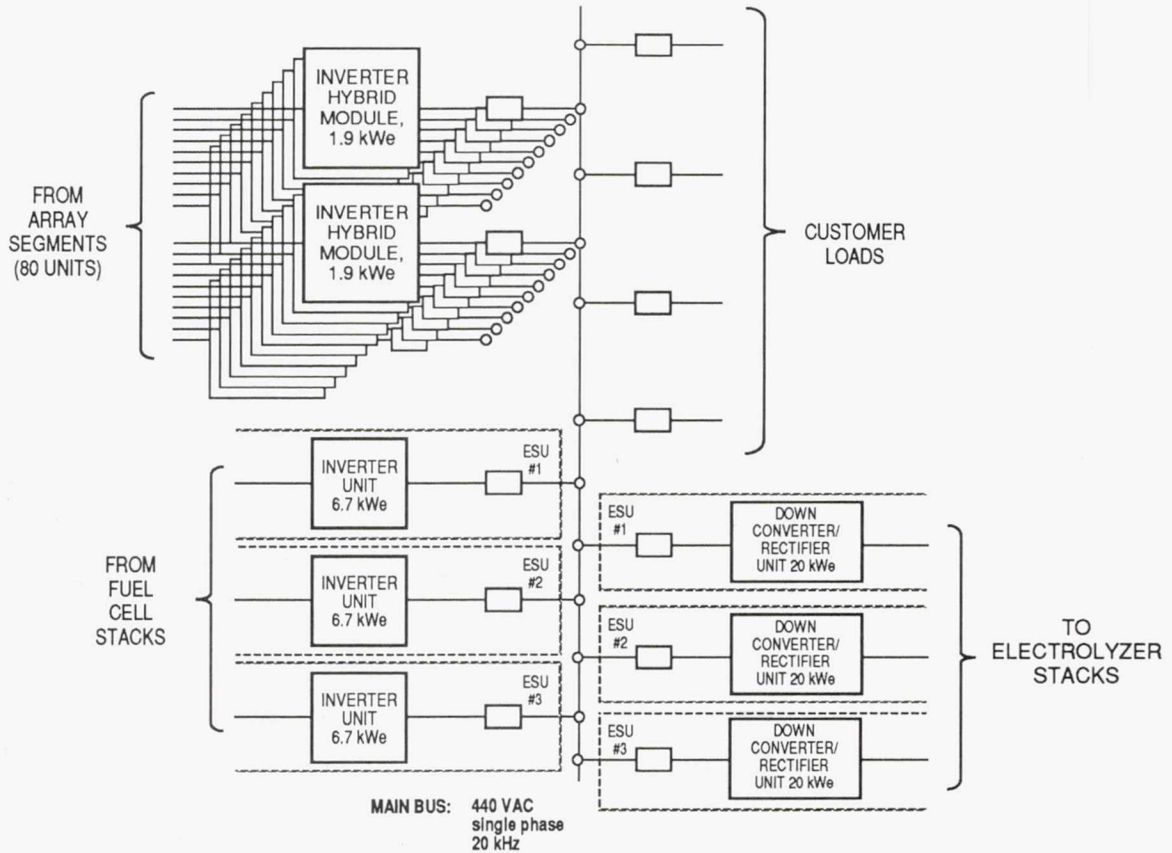 INVERTER
HYBRID
MODULE,
1.9 kWe
INVERTER
HYBRID
MODULE,
1.9 kWe
FROM
ARRAY
SEGMENTS
(80 UNITS)
CUSTOMER
LOADS
INVERTER
UNIT
6.7 kWe
ESU
#1
INVERTER
UNIT
6.7 kWe
ESU
#2
INVERTER
UNIT
6.7 kWe
ESU
#3
FROM
FUEL
CELL
STACKS
ESU
#1
DOWN
CONVERTER/
RECTIFIER
UNIT 20 kWe
ESU
#2
DOWN
CONVERTER/
RECTIFIER
UNIT 20 kWe
ESU
#3
DOWN
CONVERTER/
RECTIFIER
UNIT 20 kWe
TO
ELECTROLYZER
STACKS
MAIN BUS: 440 VAC
single phase
20 kHz